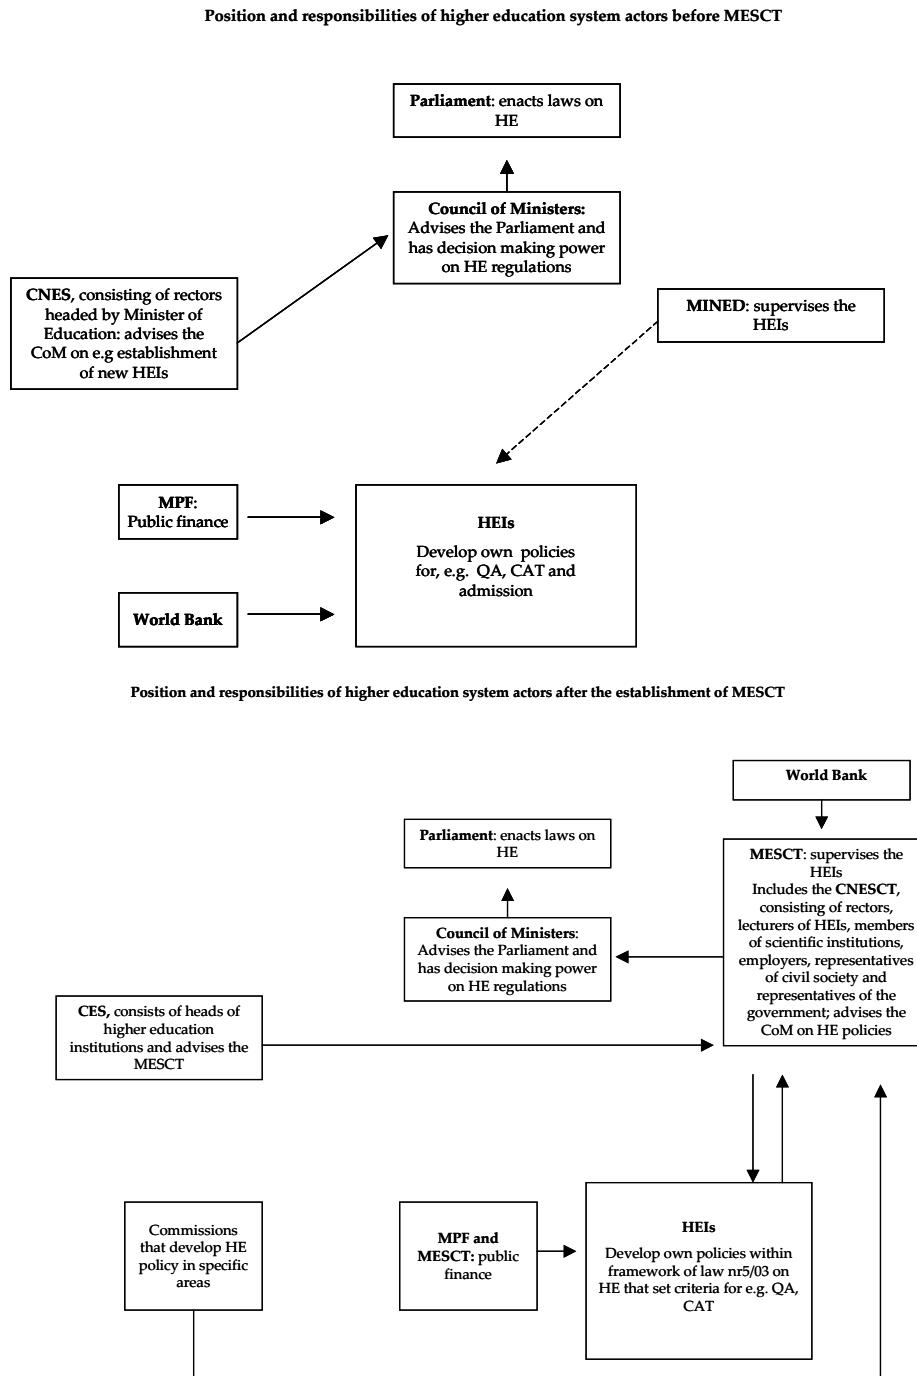 Position and responsibilities of higher education system actors before MESCT
Parliament: enacts laws on
HE
Council of Ministers:
Advises the Parliament and
has decision making power
on HE regulations
CNES, consisting of rectors
headed by Minister of
Education: advises the
CoM on e.g establishment
of new HEIs
MINED: supervises the
HEIs
MPF:
Public finance
HEIs
Develop own policies
for, e.g. QA, CAT and
admission
World Bank
Position and responsibilities of higher education system actors after the establishment of MESCT
World Bank
Parliament: enacts laws on
HE
MESCT: supervises the
HEIs
Includes the CNESCT,
consisting of rectors,
lecturers of HEIs, members
of scientific institutions,
employers, representatives
of civil society and
representatives of the
government; advises the
CoM on HE policies
Council of Ministers:
Advises the Parliament and
has decision making power
on HE regulations
CES, consists of heads of
higher education
institutions and advises the
MESCT
Commissions
that develop HE
policy in specific
areas
MPF and
MESCT: public
finance
HEIs
Develop own policies within
framework of law nr5/03 on
HE that set criteria for e.g. QA,
CAT